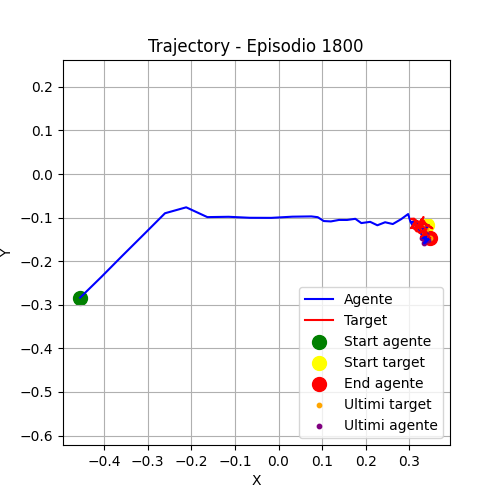 Trajectory - Episodio 1800
Y
0.2
0.1
0.0
−0.1
−0.2
−0.3
−0.4
−0.5
−0.6
Agente
Target
Start agente
Start target
End agente
Ultimi target
Ultimi agente
−0.4 −0.3 −0.2 −0.1 0.0 0.1 0.2 0.3
X